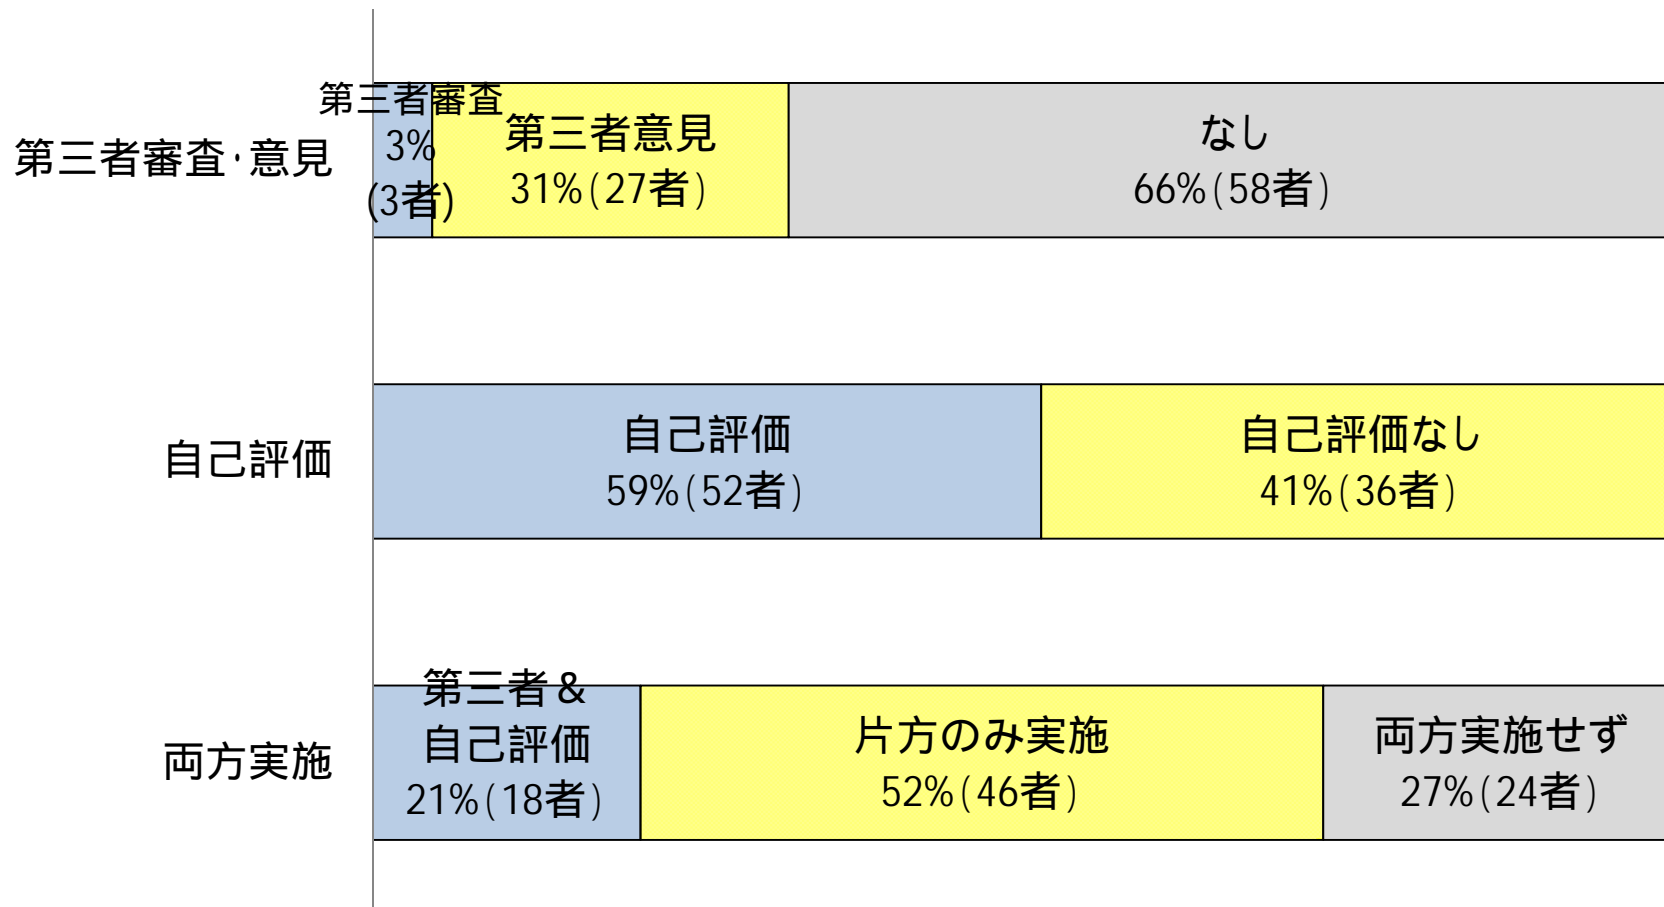 第三者審査・意見
第三者審査
3%
(3者)
第三者意見
31%(27者)
なし
66%(58者)
自己評価
自己評価
59%(52者)
自己評価なし
41%(36者)
両方実施
第三者&
自己評価
21%(18者)
片方のみ実施
52%(46者)
両方実施せず
27%(24者)